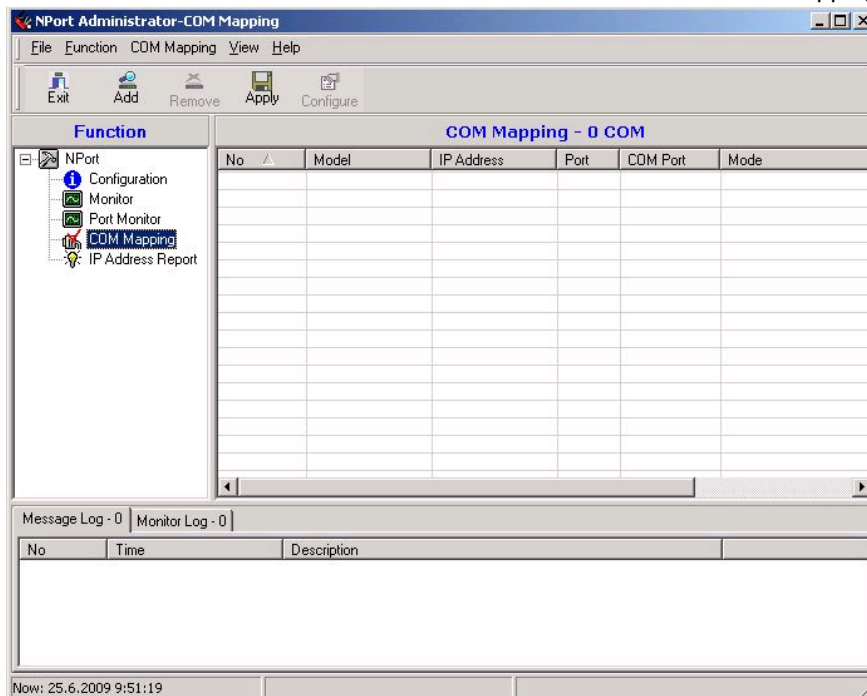 NPort Administrator-COM Mapping
File Function COM Mapping View Help
Exit Add Remove Apply Configure
Function
COM Mapping - 0 COM
NPort
Configuration
Monitor
Port Monitor
COM Mapping
IP Address Report
No Model IP Address Port COM Port Mode
Message Log - 0 Monitor Log - 0
No Time Description
Now: 25.6.2009 9:51:19